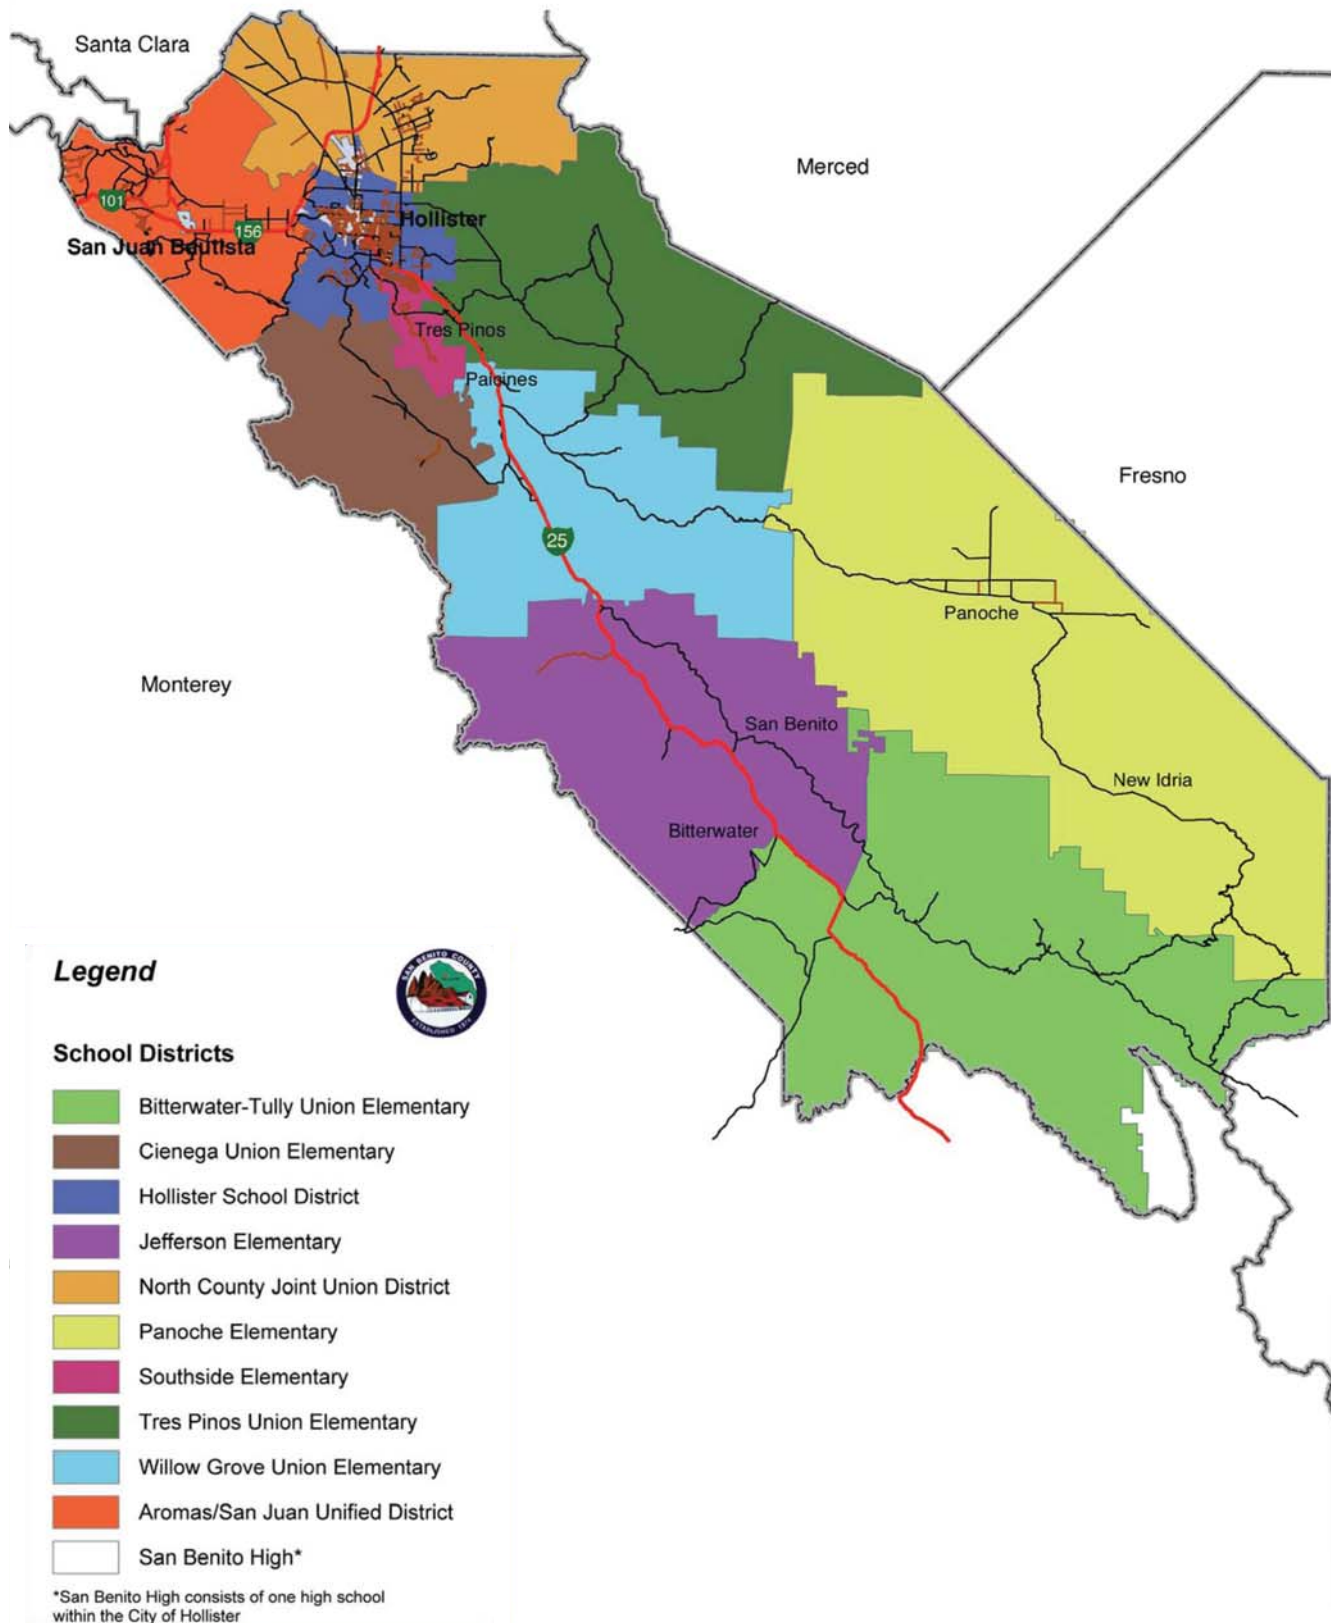 Santa Clara
Merced
101
156
Hollister
San Juan Bautista
Tres Pinos
Paicines
Fresno
25
Panoche
Monterey
San Benito
New Idria
Bitterwater
Legend
SAN BENITO COUNTY
School Districts
Bitterwater-Tully Union Elementary
Cienega Union Elementary
Hollister School District
Jefferson Elementary
North County Joint Union District
Panoche Elementary
Southside Elementary
Tres Pinos Union Elementary
Willow Grove Union Elementary
Aromas/San Juan Unified District
San Benito High*
*San Benito High consists of one high school
within the City of Hollister